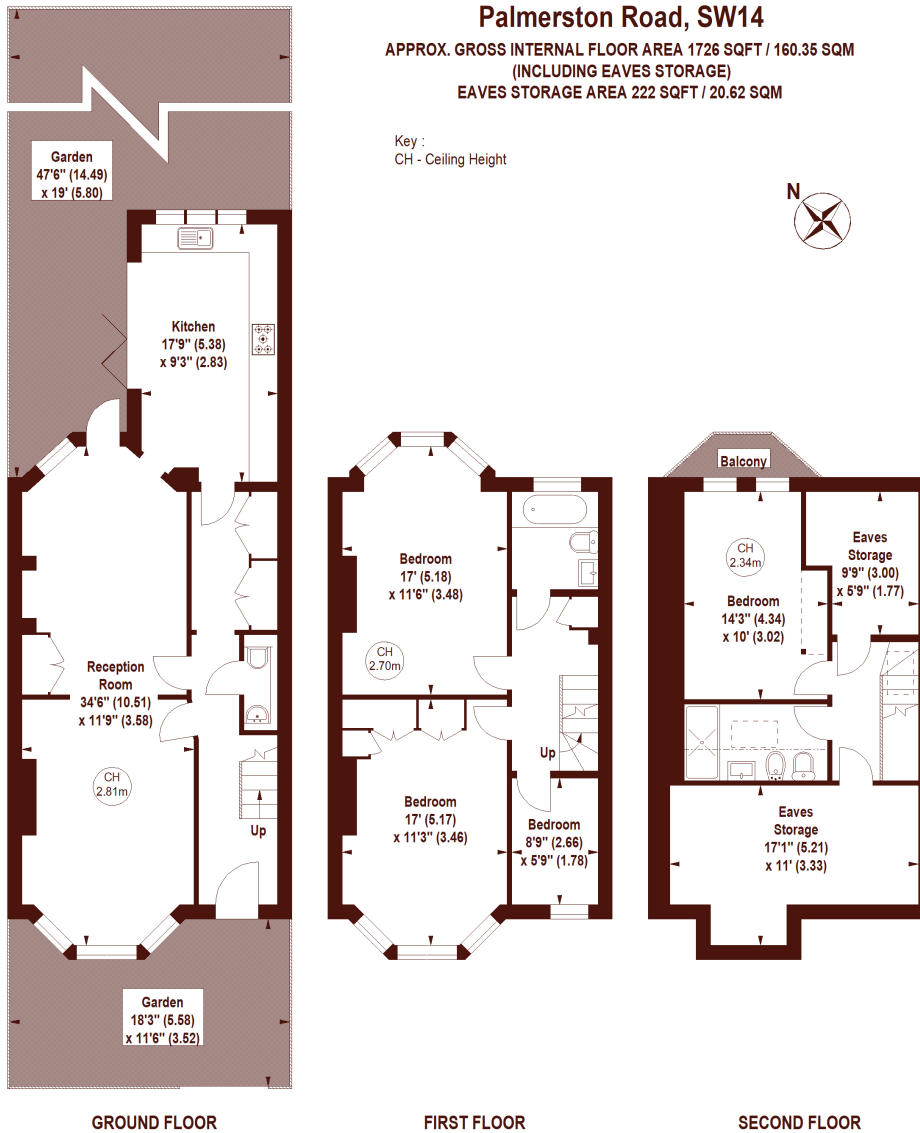 Palmerston Road, SW14
APPROX. GROSS INTERNAL FLOOR AREA 1726 SQFT / 160.35 SQM
(INCLUDING EAVES STORAGE)
EAVES STORAGE AREA 222 SQFT / 20.62 SQM
Key :
CH - Ceiling Height
N
Garden
47'6" (14.49)
x 19' (5.80)
Kitchen
17'9" (5.38)
x 9'3" (2.83)
Reception
Room
34'6" (10.51)
x 11'9" (3.58)
CH
2.81m
Up
Garden
18'3" (5.58)
x 11'6" (3.52)
GROUND FLOOR
Bedroom
17' (5.18)
x 11'6" (3.48)
CH
2.70m
Up
Bedroom
17' (5.17)
x 11'3" (3.46)
Bedroom
8'9" (2.66)
x 5'9" (1.78)
FIRST FLOOR
Balcony
CH
2.34m
Bedroom
14'3" (4.34)
x 10' (3.02)
Eaves
Storage
9'9" (3.00)
x 5'9" (1.77)
Eaves
Storage
17'1" (5.21)
x 11' (3.33)
SECOND FLOOR